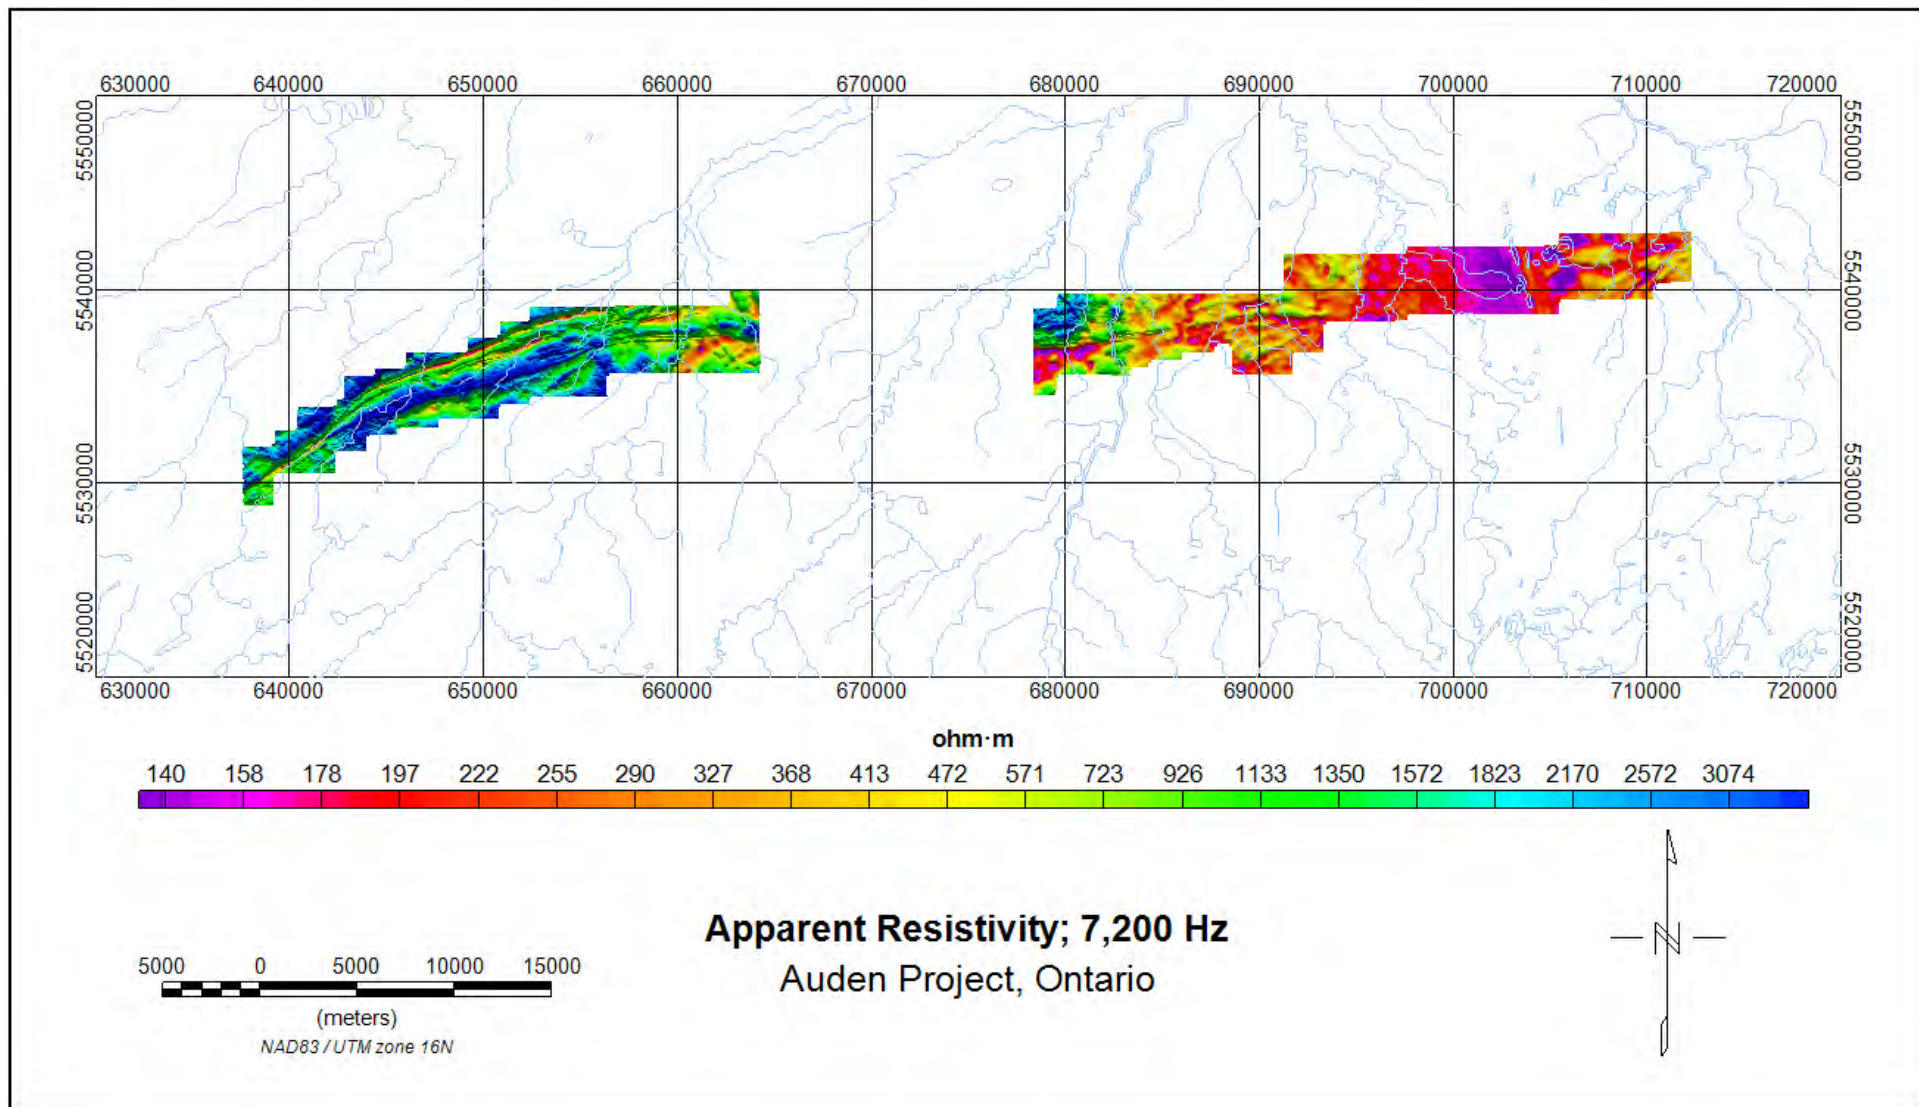 630000 640000 650000 660000 670000 680000 690000 700000 710000 720000
5550000 5550000
5540000 5540000
5530000 5530000
5520000 5520000
630000 640000 650000 660000 670000 680000 690000 700000 710000 720000
ohm·m
140 158 178 197 222 255 290 327 368 413 472 571 723 926 1133 1350 1572 1823 2170 2572 3074
Apparent Resistivity; 7,200 Hz
Auden Project, Ontario
5000 0 5000 10000 15000
(meters)
NAD83 / UTM zone 16N
N